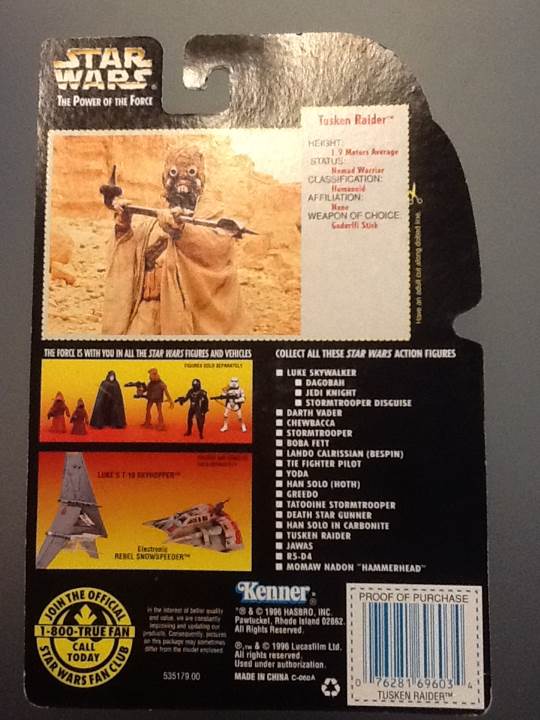 STAR
WARS
THE POWER OF THE FORCE
Tusken Raider™
HEIGHT:
1.9 Meters Average
STATUS:
Nomad Warrior
CLASSIFICATION:
Humanoid
AFFILIATION:
None
WEAPON OF CHOICE:
Gaderffi Stick
Have an adult cut along dotted line.
THE FORCE IS WITH YOU IN ALL THE STAR WARS FIGURES AND VEHICLES
FIGURES SOLD SEPARATELY
LUKE'S T-16 SKYHOPPER™
Electronic
REBEL SNOWSPEEDER™
COLLECT ALL THESE STAR WARS ACTION FIGURES
LUKE SKYWALKER
DAGOBAH
JEDI KNIGHT
STORMTROOPER DISGUISE
DARTH VADER
CHEWBACCA
STORMTROOPER
BOBA FETT
LANDO CALRISSIAN (BESPIN)
TIE FIGHTER PILOT
YODA
HAN SOLO (HOTH)
GREEDO
TATOOINE STORMTROOPER
DEATH STAR GUNNER
HAN SOLO IN CARBONITE
TUSKEN RAIDER
JAWAS
R5-D4
MOMAW NADON "HAMMERHEAD"
JOIN THE OFFICIAL
1-800-TRUE FAN
CALL
TODAY
STAR WARS FAN CLUB
In the interest of better quality
and value, we are constantly
improving and updating our
products. Consequently, pictures
on this package may sometimes
differ from the model enclosed.
535179.00
Kenner®
*® & © 1996 HASBRO, INC.
Pawtucket, Rhode Island 02862.
All Rights Reserved.
®,™ & © 1996 Lucasfilm Ltd.
All rights reserved.
Used under authorization.
MADE IN CHINA C-060A
PROOF OF PURCHASE
0 76281 69603 4
TUSKEN RAIDER™